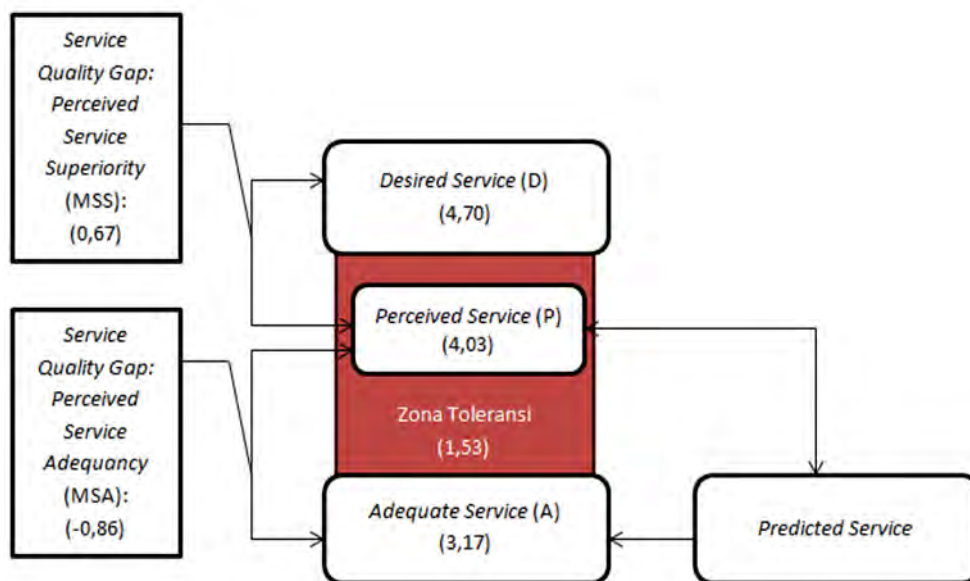 Service
Quality Gap:
Perceived
Service
Superiority
(MSS):
(0,67)
Desired Service (D)
(4,70)
Perceived Service (P)
(4,03)
Zona Toleransi
(1,53)
Service
Quality Gap:
Perceived
Service
Adequancy
(MSA):
(-0,86)
Adequate Service (A)
(3,17)
Predicted Service